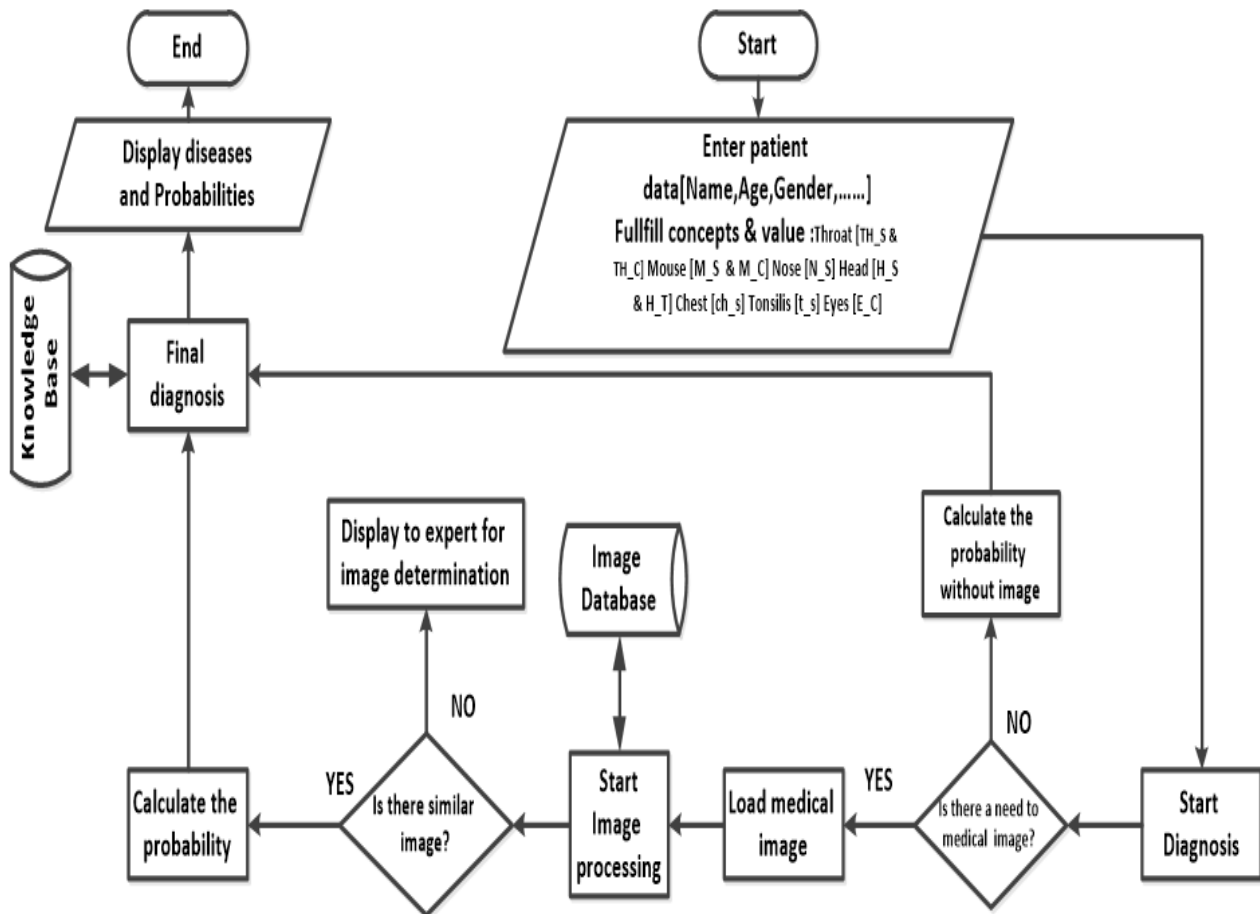 End
Start
Display diseases
and Probabilities
Enter patient
data[Name,Age,Gender,......]
Fullfill concepts & value :Throat [TH_S &
TH_C] Mouse [M_S & M_C] Nose [N_S] Head [H_S
& H_T] Chest [ch_s] Tonsilis [t_s] Eyes [E_C]
Knowledge
Base
Final
diagnosis
Display to expert for
image determination
Image
Database
Calculate the
probability
without image
NO
NO
YES
YES
Calculate the
probability
Is there similar
image?
Start
Image
processing
Load medical
image
Is there a need to
medical image?
Start
Diagnosis